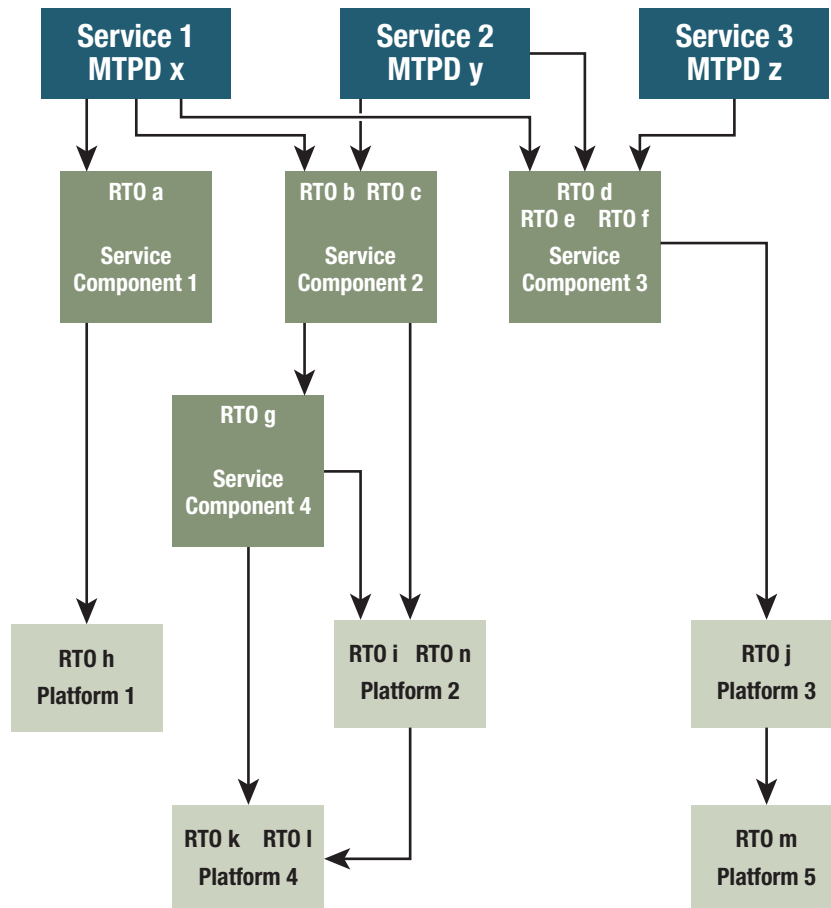 Service 1
MTPD x
Service 2
MTPD y
Service 3
MTPD z
RTO a
Service
Component 1
RTO b RTO c
Service
Component 2
RTO d
RTO e RTO f
Service
Component 3
RTO g
Service
Component 4
RTO h
Platform 1
RTO i RTO n
Platform 2
RTO j
Platform 3
RTO k RTO l
Platform 4
RTO m
Platform 5